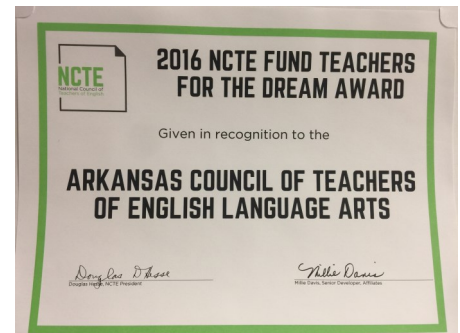 NCTE
National Council of
Teachers of English
2016 NCTE FUND TEACHERS
FOR THE DREAM AWARD
Given in recognition to the
ARKANSAS COUNCIL OF TEACHERS
OF ENGLISH LANGUAGE ARTS
Douglas Hesse
Douglas Hesse, NCTE President
Millie Davis
Millie Davis, Senior Developer, Affiliates